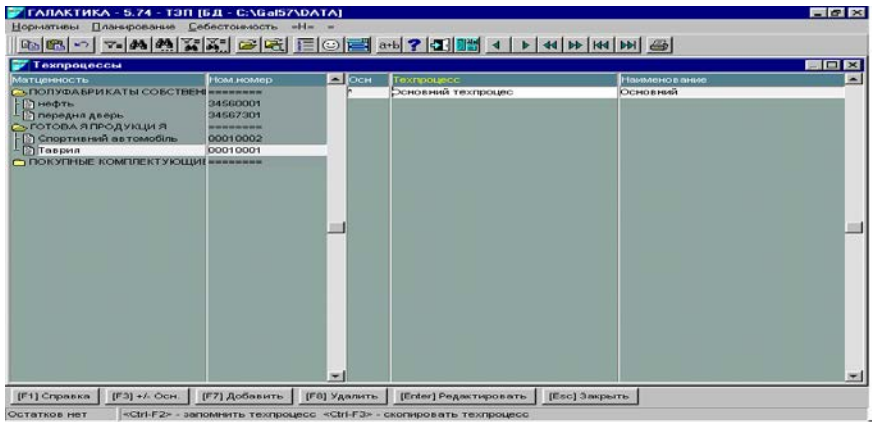 ГАЛАКТИКА - 5.74 - ТЭП [БД - C:\Gal57\DATA]
Нормативы Планирование Себестоимость =Н= =
a+b ?
Техпроцессы
Матценность Ном.номер Осн Техпроцесс Наименование
ПОЛУФАБРИКАТЫ СОБСТВЕНН ======== * Основний техпроцес Основний
нефть 34560001
передня дверь 34567301
ГОТОВАЯ ПРОДУКЦИЯ ========
Спортивний автомобіль 00010002
Таврия 00010001
ПОКУПНЫЕ КОМПЛЕКТУЮЩИЕ ========
[F1] Справка [F3] +/- Осн. [F7] Добавить [F8] Удалить [Enter] Редактировать [Esc] Закрыть
Остатков нет <Ctrl-F2> - запомнить техпроцесс <Ctrl-F3> - скопировать техпроцесс